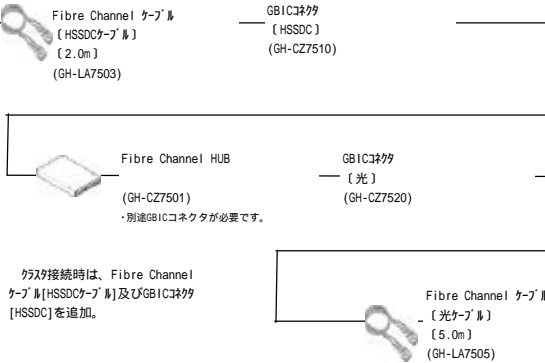 Fibre Channel ｹｰﾌﾞﾙ
〔HSSDCｹｰﾌﾞﾙ〕
〔2.0m〕
(GH-LA7503)
GBICｺﾈｸﾀ
〔HSSDC〕
(GH-CZ7510)
Fibre Channel HUB
(GH-CZ7501)
・別途GBICコネクタが必要です。
GBICｺﾈｸﾀ
〔光〕
(GH-CZ7520)
ｸﾗｽﾀ接続時は、Fibre Channel
ｹｰﾌﾞﾙ[HSSDCｹｰﾌﾞﾙ]及びGBICｺﾈｸﾀ
[HSSDC]を追加。
Fibre Channel ｹｰﾌﾞﾙ
〔光ｹｰﾌﾞﾙ〕
〔5.0m〕
(GH-LA7505)